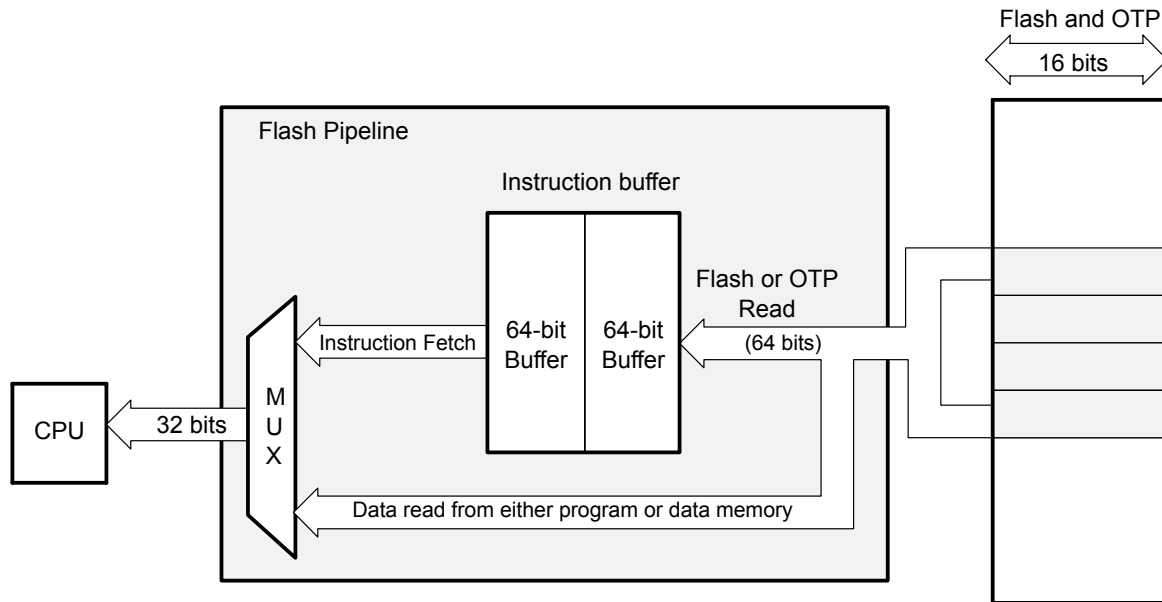 Flash and OTP
16 bits
Flash Pipeline
Instruction buffer
Flash or OTP
Read
(64 bits)
64-bit
Buffer
64-bit
Buffer
Instruction Fetch
M
U
X
32 bits
CPU
Data read from either program or data memory